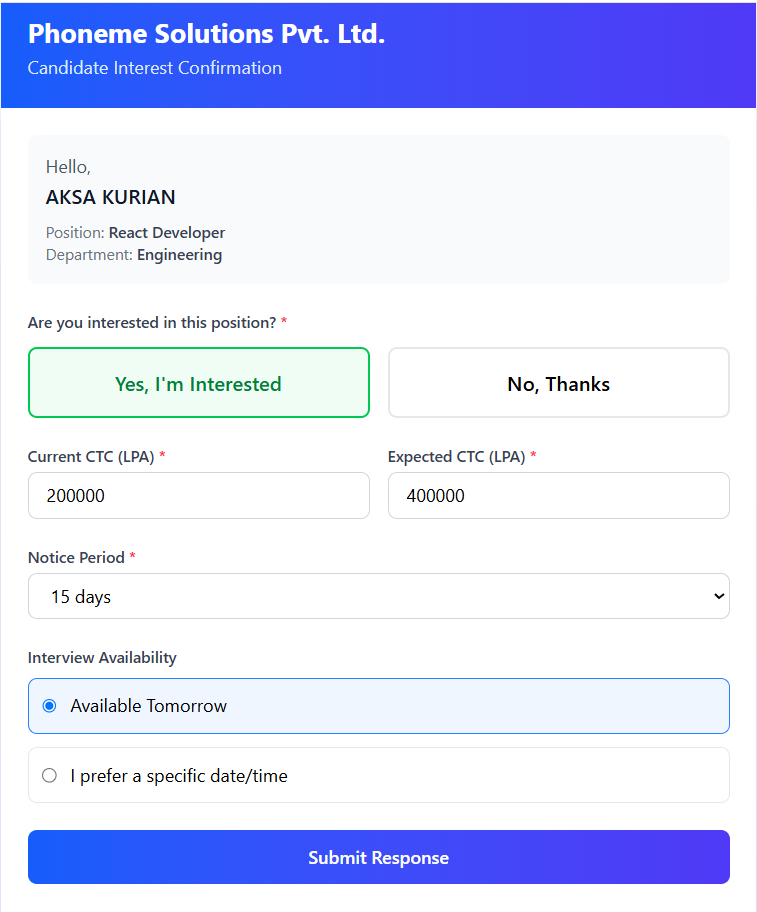 Phoneme Solutions Pvt. Ltd.
Candidate Interest Confirmation
Hello,
AKSA KURIAN
Position: React Developer
Department: Engineering
Are you interested in this position? *
Yes, I'm Interested
No, Thanks
Current CTC (LPA) *
Expected CTC (LPA) *
200000
400000
Notice Period *
15 days
Interview Availability
Available Tomorrow
I prefer a specific date/time
Submit Response